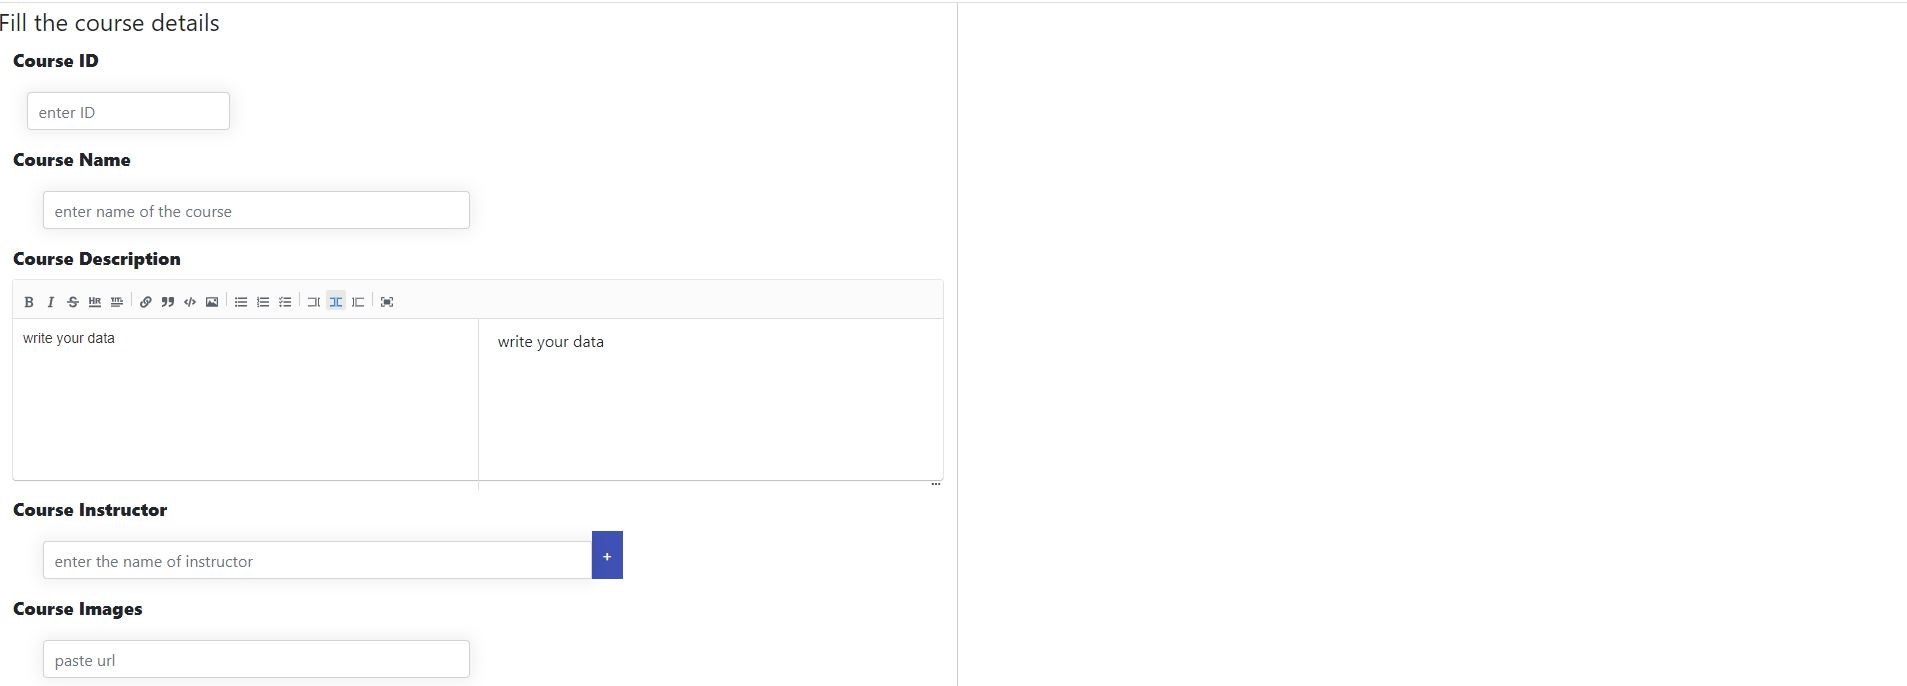 Fill the course details
Course ID
enter ID
Course Name
enter name of the course
Course Description
B I S HR
write your data
write your data
...
Course Instructor
enter the name of instructor
+
Course Images
paste url